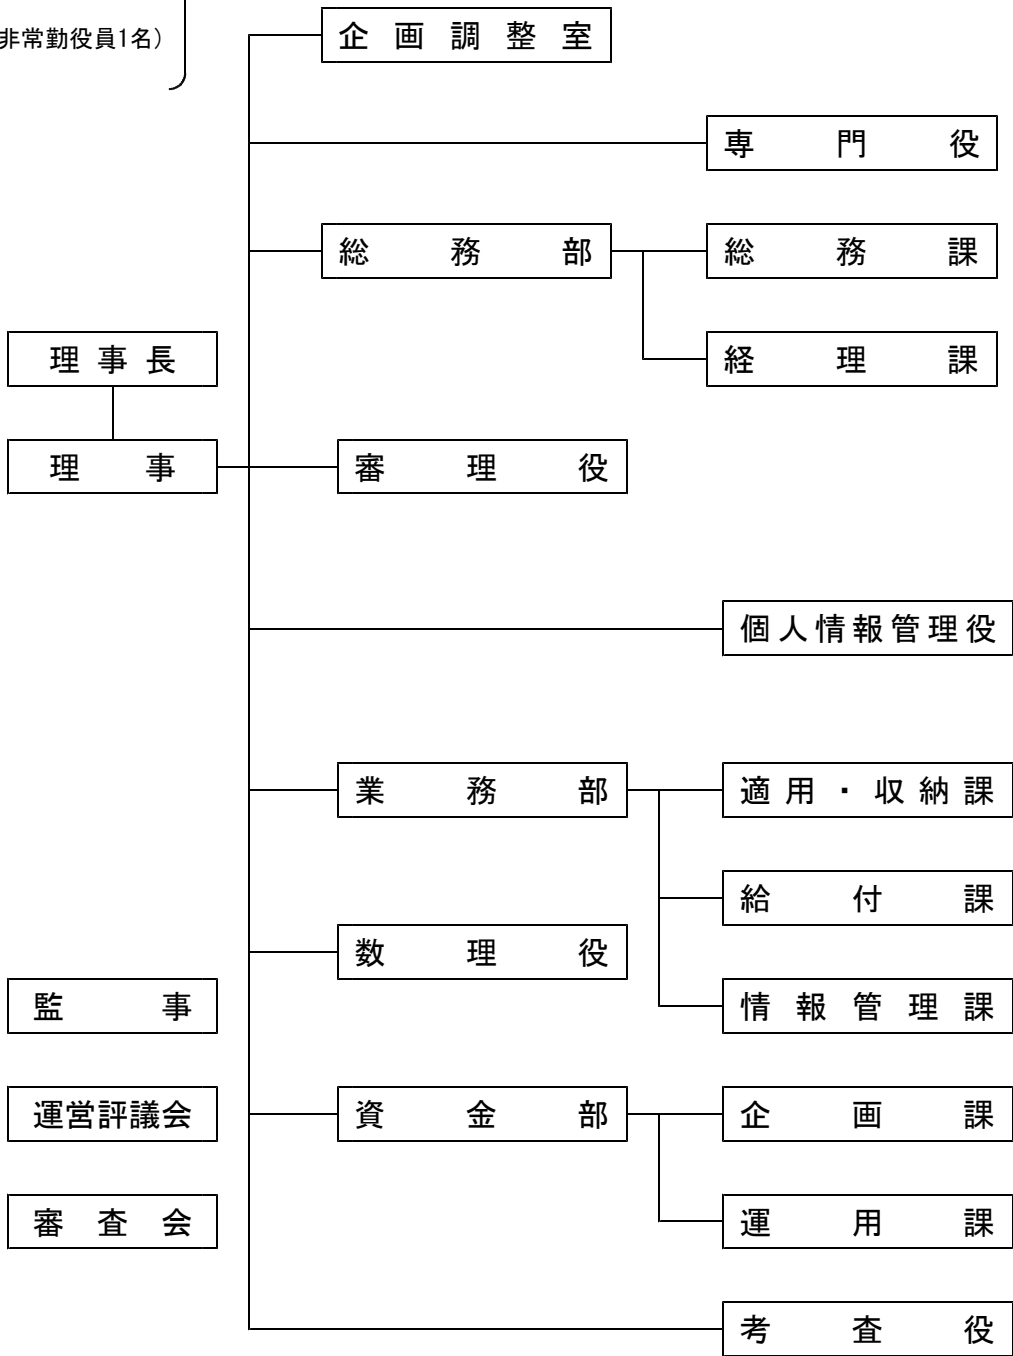 非常勤役員1名)
企画調整室
専門役
総務部 総務課
理事長 経理課
理事 審理役
個人情報管理役
業務部 適用・収納課
給付課
数理役
監事 情報管理課
運営評議会 資金部 企画課
審査会 運用課
考査役